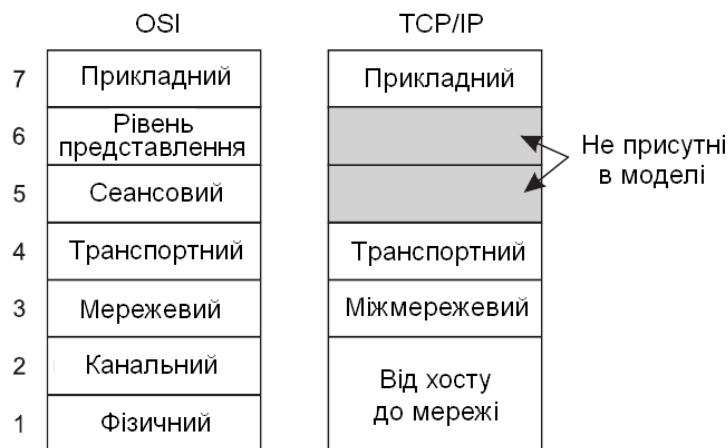 OSI TCP/IP
7 Прикладний Прикладний
6 Рівень
представлення
Не присутні
в моделі
5 Сеансовий
4 Транспортний Транспортний
3 Мережевий Міжмережевий
2 Канальний
Від хосту
до мережі
1 Фізичний